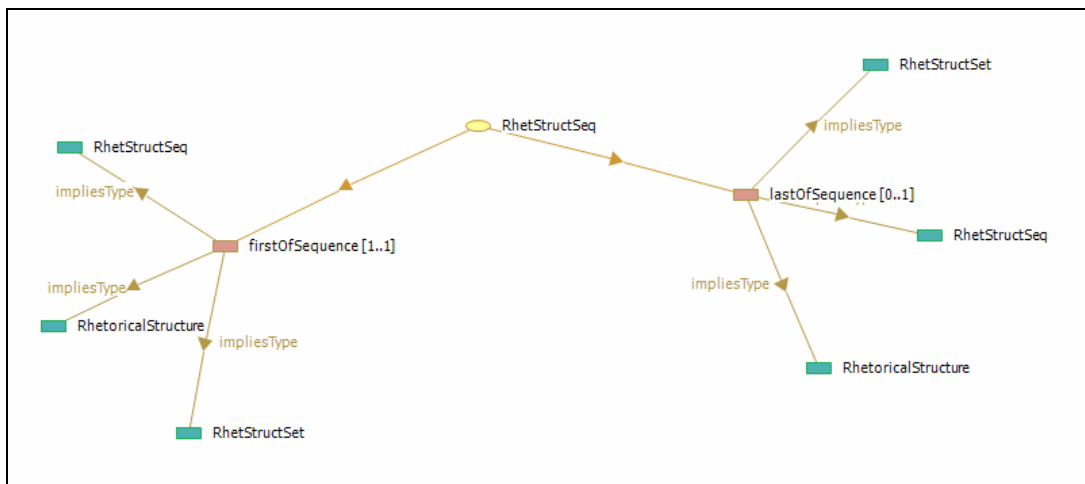 RhetStructSet
RhetStructSeq
impliesType
RhetStructSeq
impliesType
lastOfSequence [0..1]
RhetStructSeq
firstOfSequence [1..1]
impliesType
impliesType
RhetoricalStructure
impliesType
RhetoricalStructure
RhetStructSet